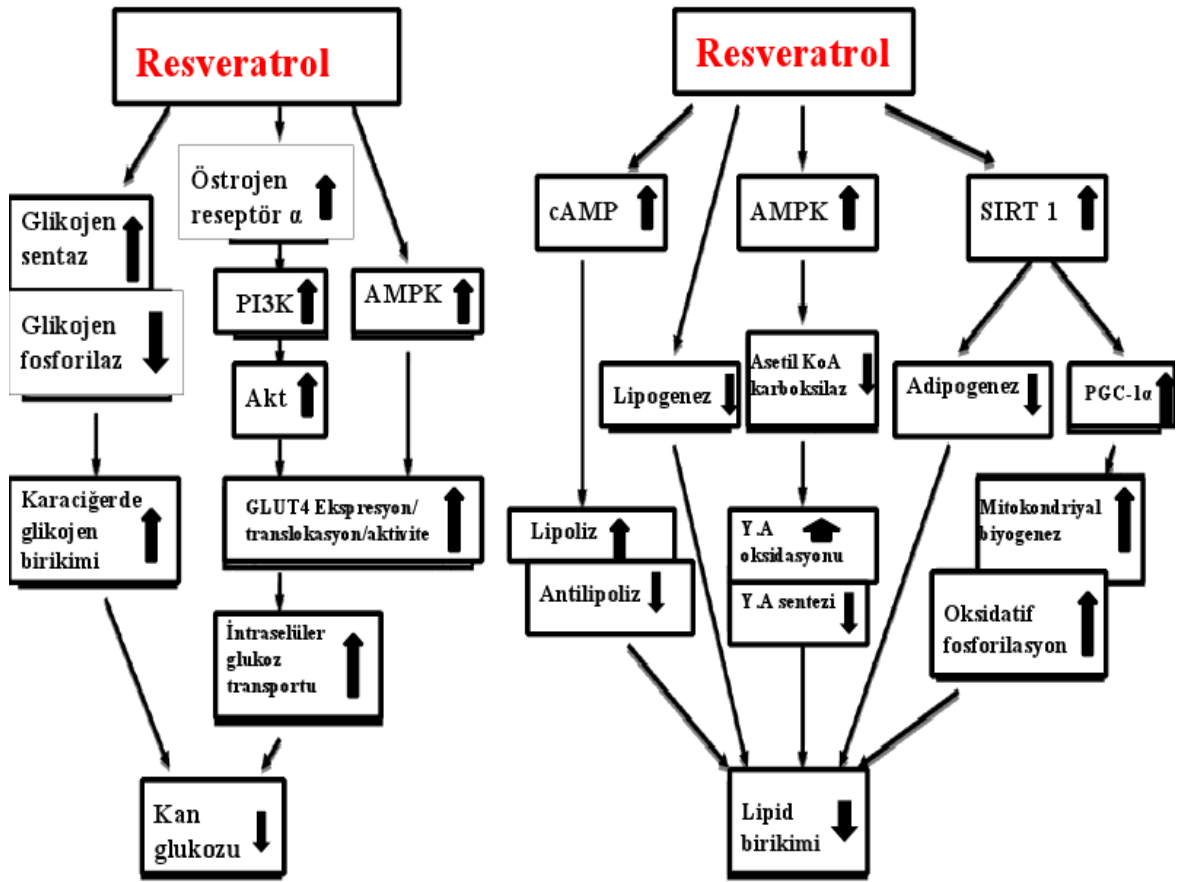 Resveratrol
Östrojen
reseptör α
Glikojen
sentaz
Glikojen
fosforilaz
PI3K
AMPK
Akt
Karaciğerde
glikojen
birikimi
GLUT4 Ekspresyon/
translokasyon/aktivite
İntraselüler
glukoz
transportu
Kan
glukozu
Resveratrol
cAMP
AMPK
SIRT 1
Lipogenez
Asetil KoA
karboksilaz
Adipogenez
PGC-1α
Lipoliz
Antilipoliz
Y.A
oksidasyonu
Y.A sentezi
Mitokondriyal
biyogenez
Oksidatif
fosforilasyon
Lipid
birikimi